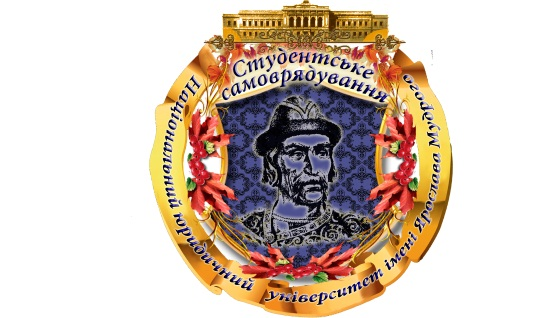 Студентське
самоврядування
Національний юридичний університет імені Ярослава Мудрого